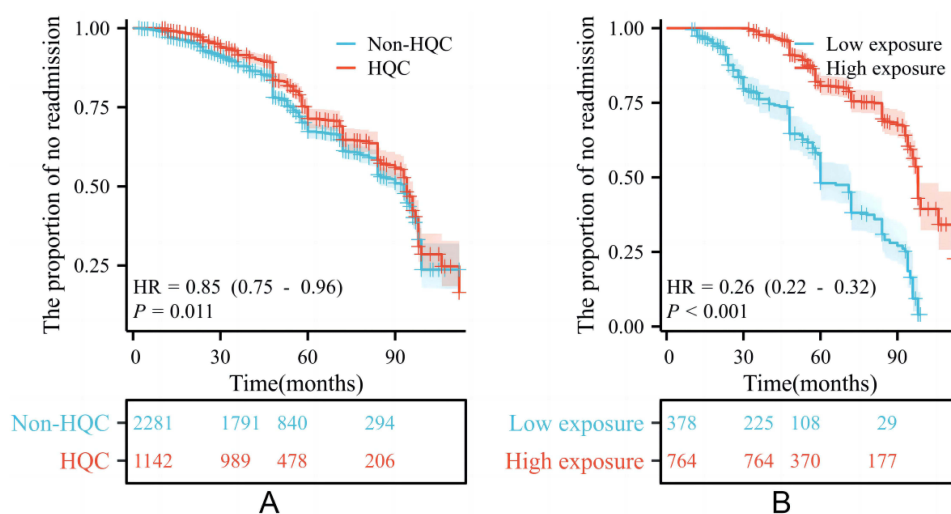 The proportion of no readmission
1.00
0.75
0.50
0.25
Non-HQC
HQC
HR = 0.85 (0.75 - 0.96)
P = 0.011
0 30 60 90
Time(months)
Non-HQC 2281 1791 840 294
HQC 1142 989 478 206
A
The proportion of no readmission
1.00
0.75
0.50
0.25
0.00
Low exposure
High exposure
HR = 0.26 (0.22 - 0.32)
P < 0.001
0 30 60 90
Time(months)
Low exposure 378 225 108 29
High exposure 764 764 370 177
B